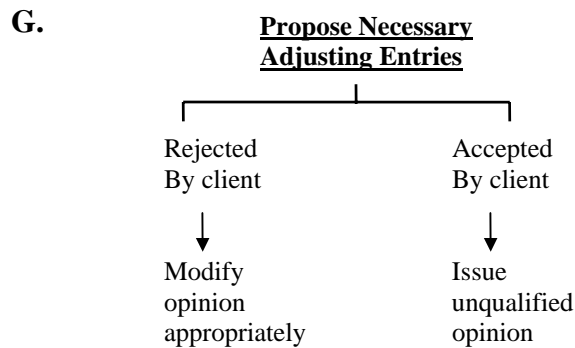 G.
Propose Necessary
Adjusting Entries
Rejected
By client
Accepted
By client
Modify
opinion
appropriately
Issue
unqualified
opinion